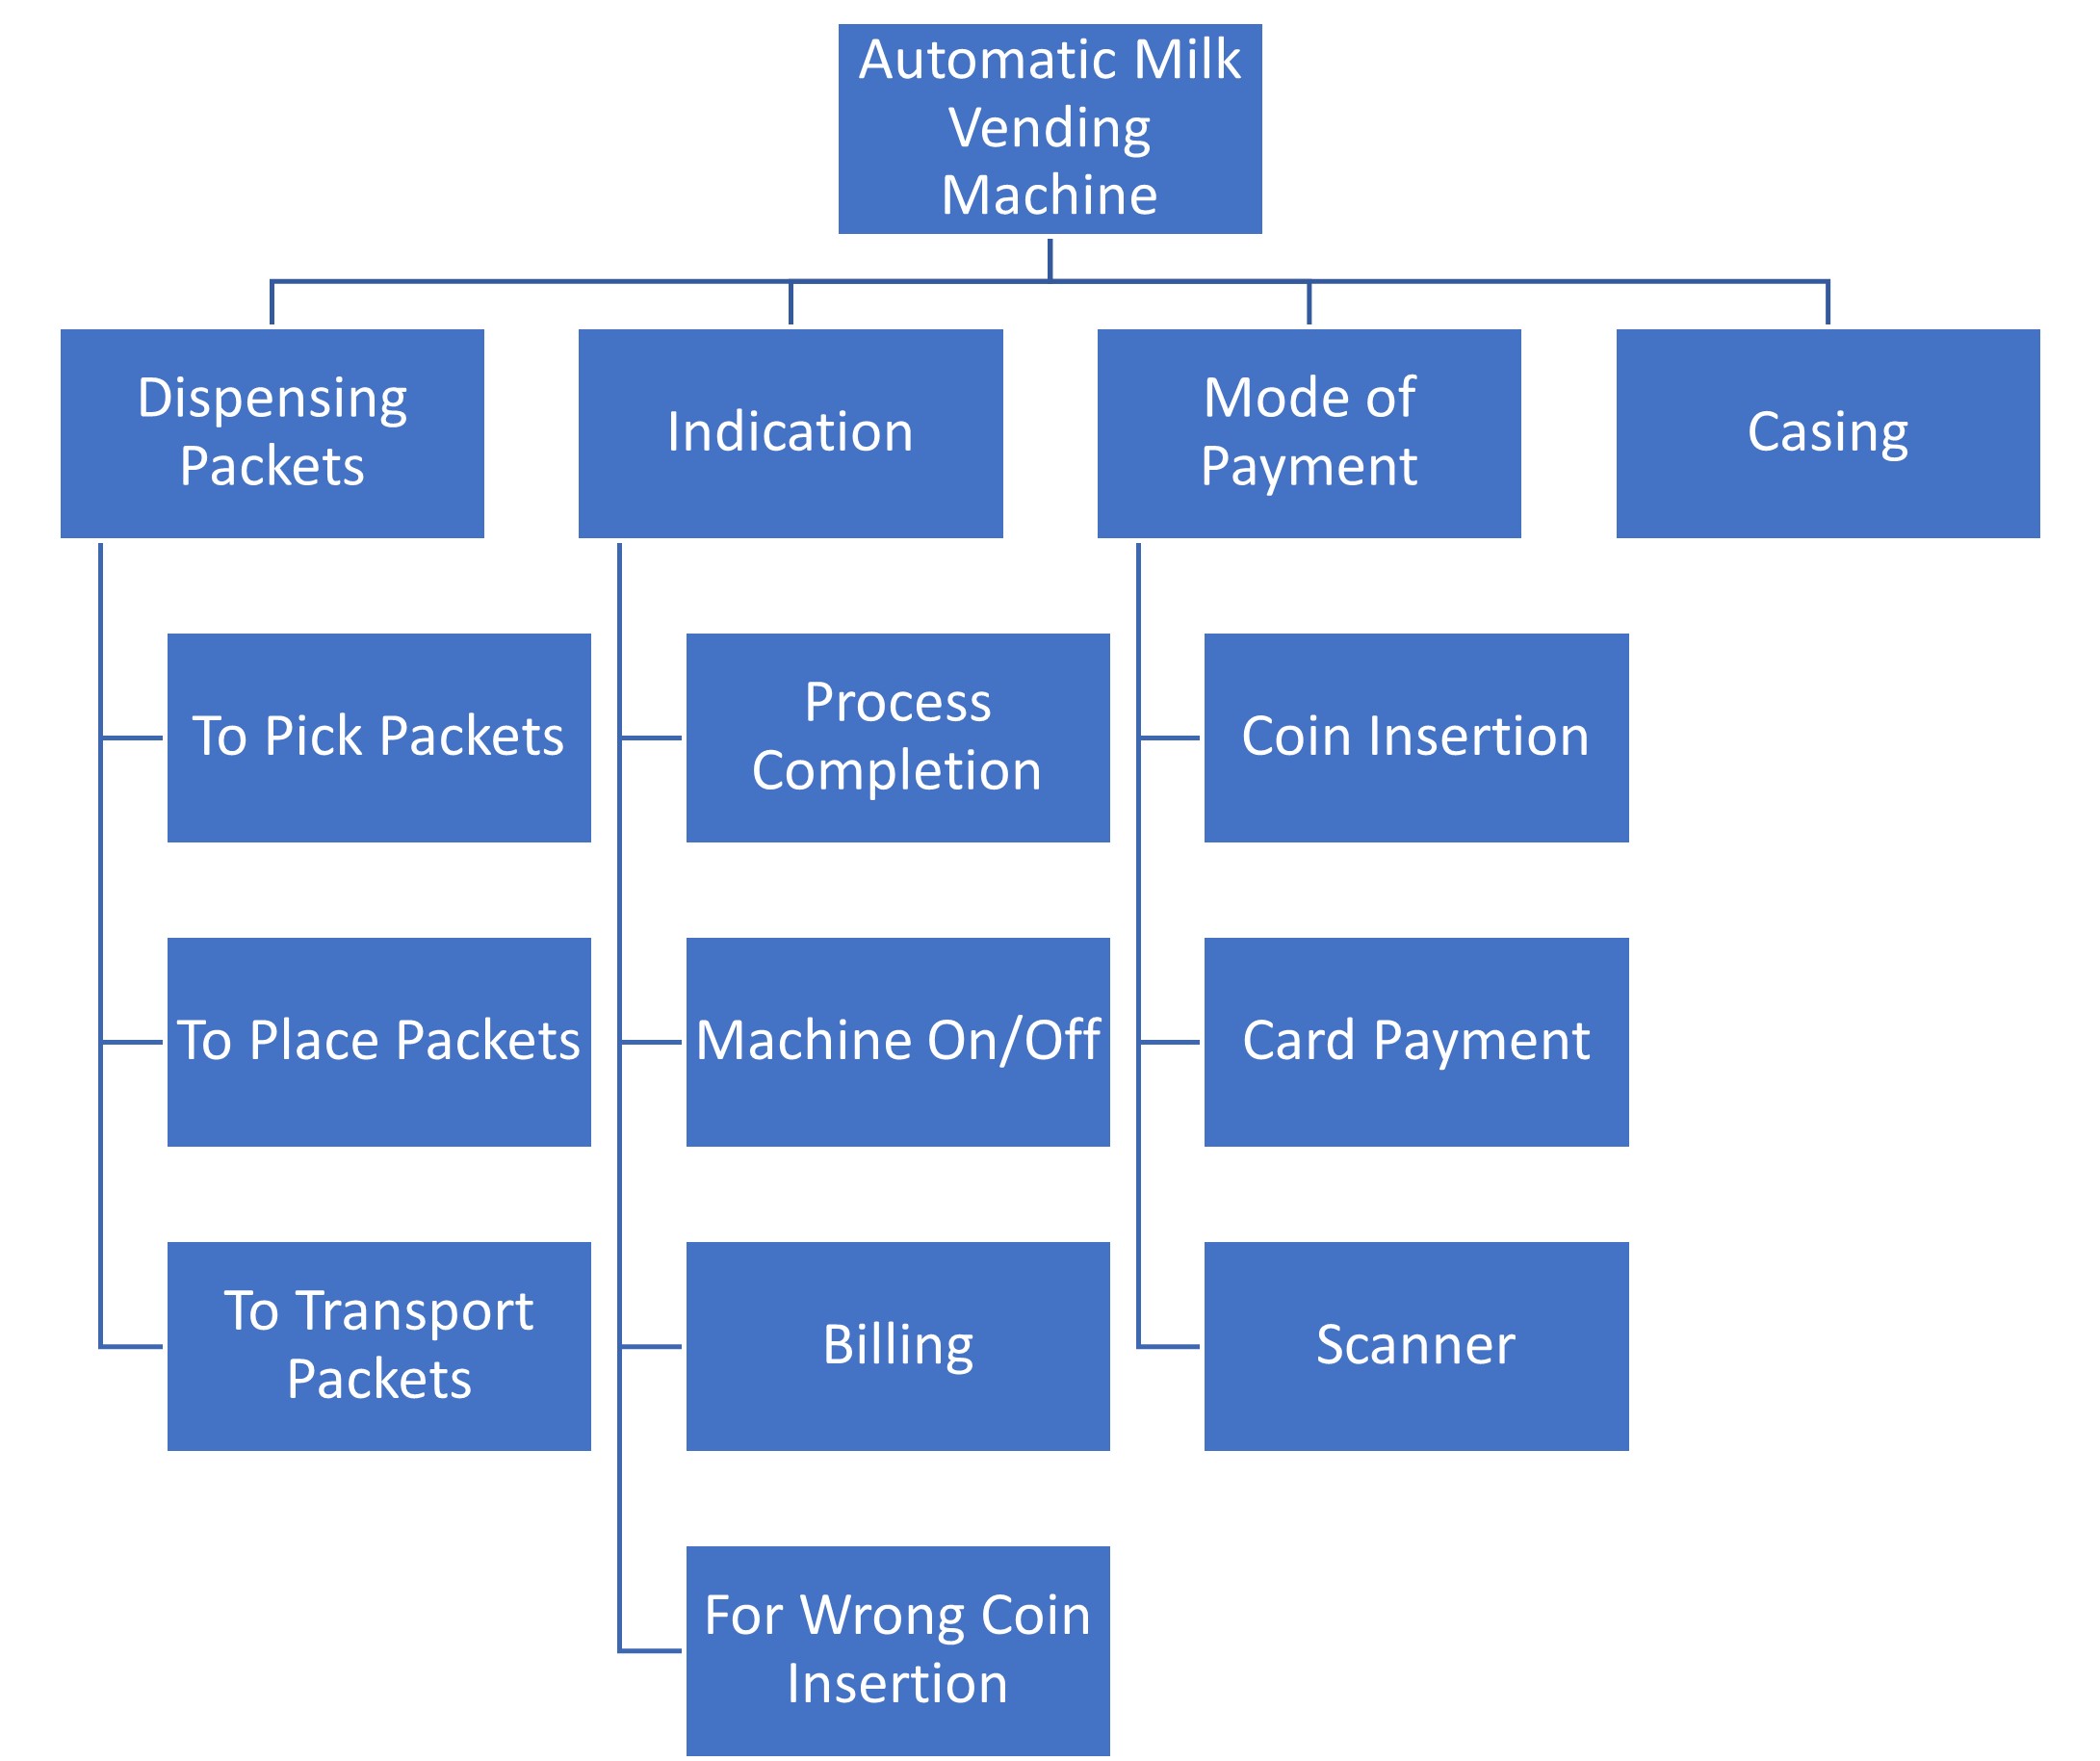 Automatic Milk
Vending
Machine
Dispensing
Packets
Indication
Mode of
Payment
Casing
To Pick Packets
Process
Completion
Coin Insertion
To Place Packets
Machine On/Off
Card Payment
To Transport
Packets
Billing
Scanner
For Wrong Coin
Insertion